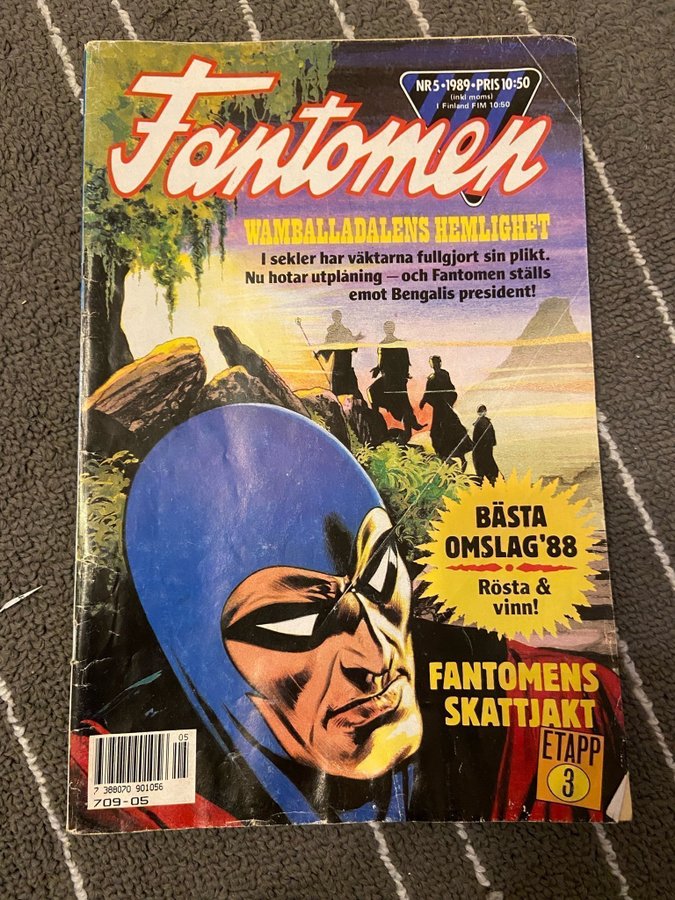 Fantomen
NR 5 • 1989 • PRIS 10:50
(inkl moms)
I Finland FIM 10:50
WAMBALLADALENS HEMLIGHET
I sekler har väktarna fullgjort sin plikt.
Nu hotar utplåning – och Fantomen ställs
emot Bengalis president!
BÄSTA
OMSLAG '88
Rösta &
vinn!
FANTOMENS
SKATTJAKT
ETAPP
3
05
7 388070 901056
709-05